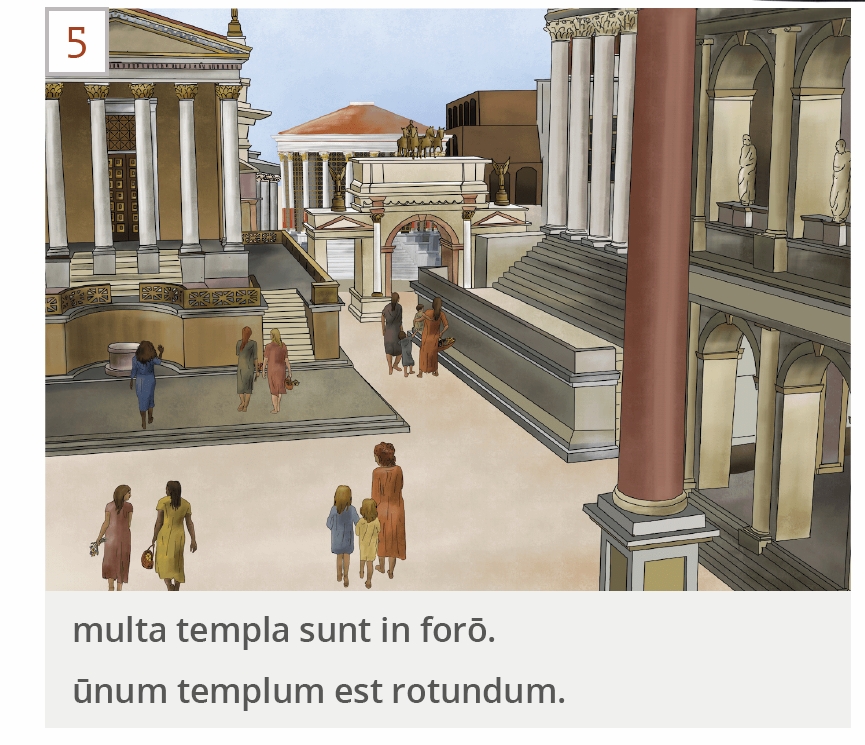 5
multa templa sunt in forō.
ūnum templum est rotundum.